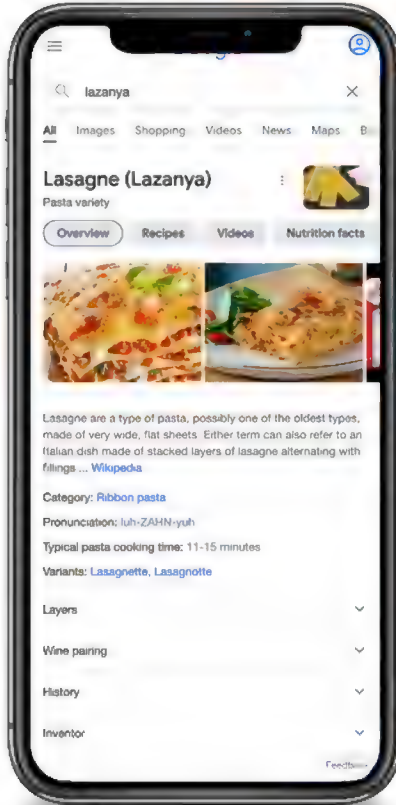 lazanya
All Images Shopping Videos News Maps
Lasagne (Lazanya)
Pasta variety
Overview Recipes Videos Nutrition facts
Lasagne are a type of pasta, possibly one of the oldest types,
made of very wide, flat sheets. Either term can also refer to an
Italian dish made of stacked layers of lasagne alternating with
fillings ... Wikipedia
Category: Ribbon pasta
Pronunciation: luh-ZAHN-yuh
Typical pasta cooking time: 11-15 minutes
Variants: Lasagnette, Lasagnotte
Layers
Wine pairing
History
Inventor
Feedback